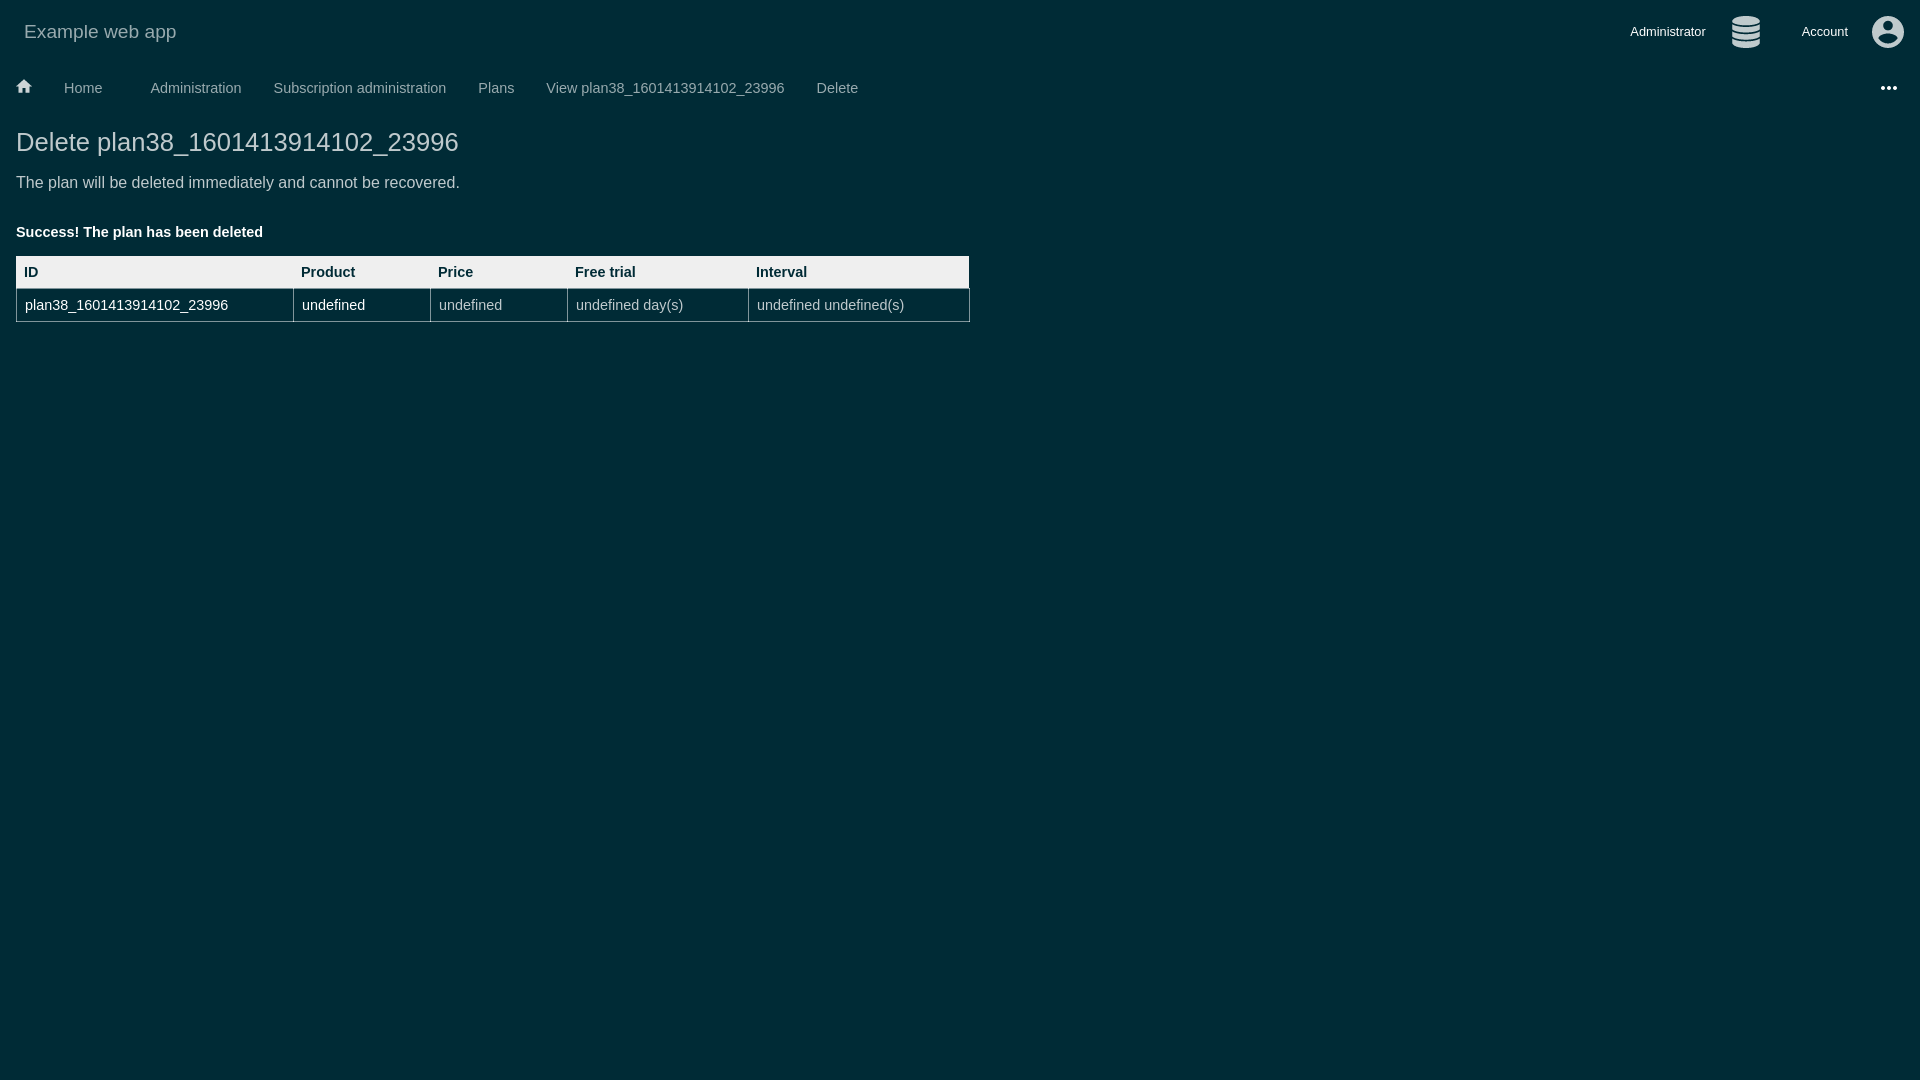 Example web app
Administrator
Account
Home
Administration
Subscription administration
Plans
View plan38_1601413914102_23996
Delete
Delete plan38_1601413914102_23996
The plan will be deleted immediately and cannot be recovered.
Success! The plan has been deleted
ID Product Price Free trial Interval
plan38_1601413914102_23996 undefined undefined undefined day(s) undefined undefined(s)